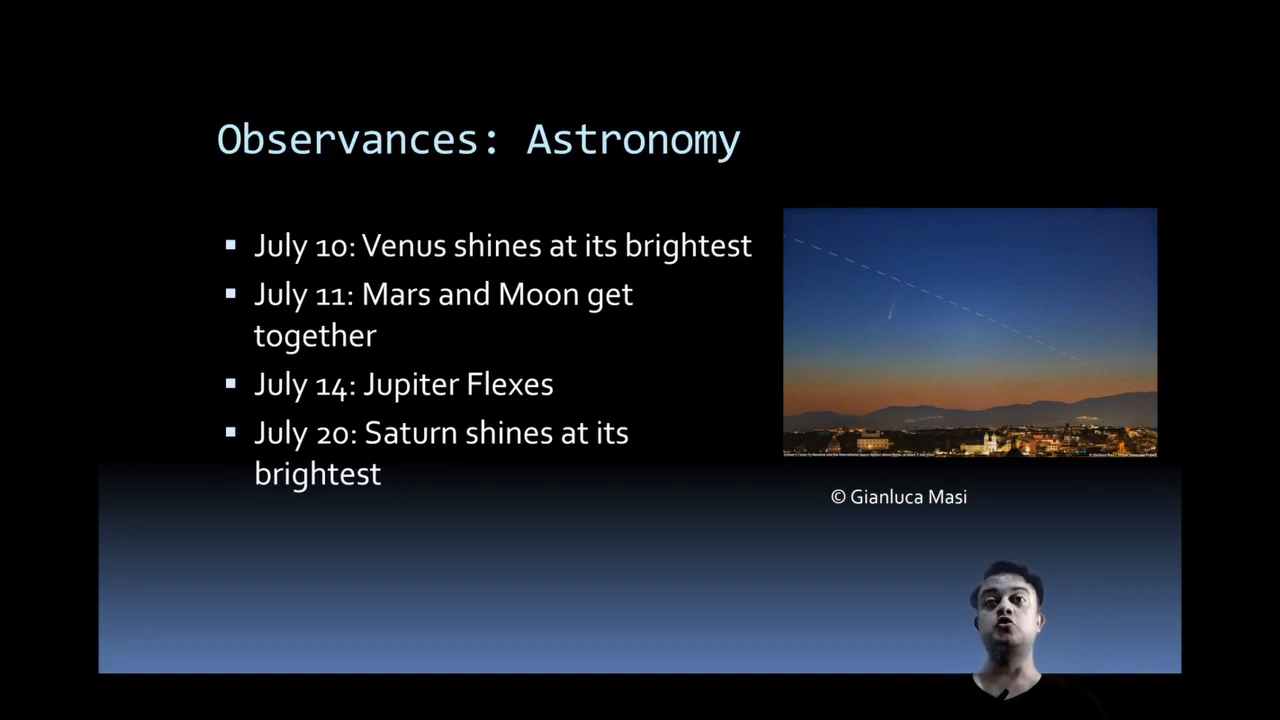 Observances: Astronomy
July 10: Venus shines at its brightest
July 11: Mars and Moon get
together
July 14: Jupiter Flexes
July 20: Saturn shines at its
brightest
© Gianluca Masi